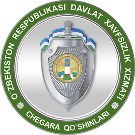 O‘ZBEKISTON RESPUBLIKASI DAVLAT XAVFSIZLIK XIZMATI
CHEGARA QO‘SHINLARI